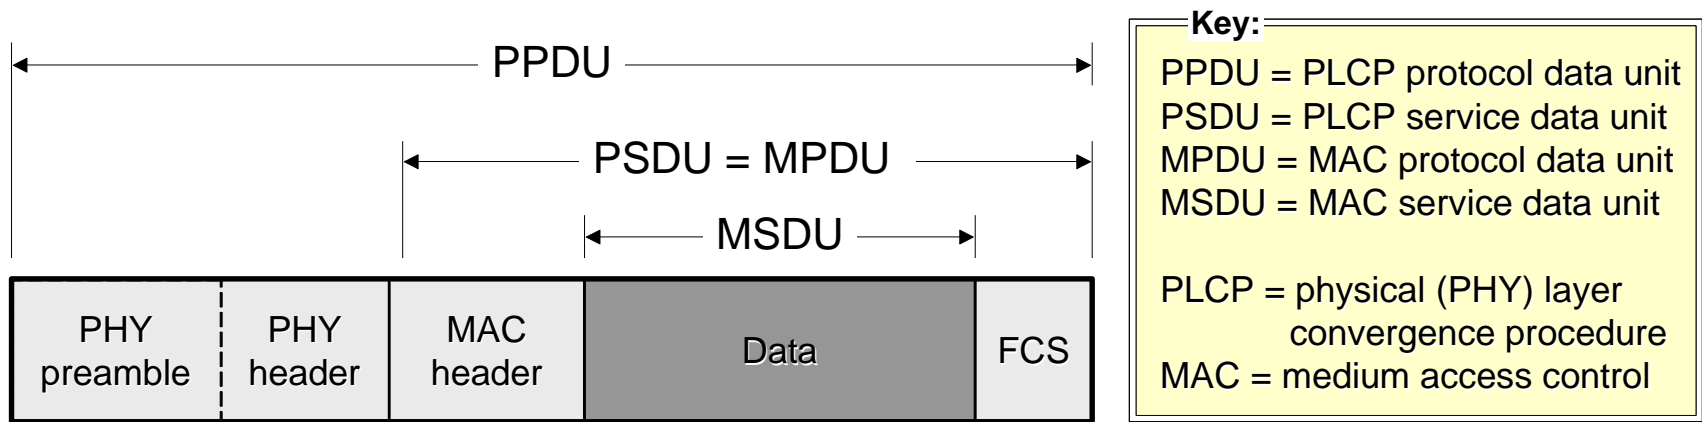 PPDU
PSDU = MPDU
MSDU
PHY
preamble
PHY
header
MAC
header
Data
FCS
Key:
PPDU = PLCP protocol data unit
PSDU = PLCP service data unit
MPDU = MAC protocol data unit
MSDU = MAC service data unit
PLCP = physical (PHY) layer
convergence procedure
MAC = medium access control